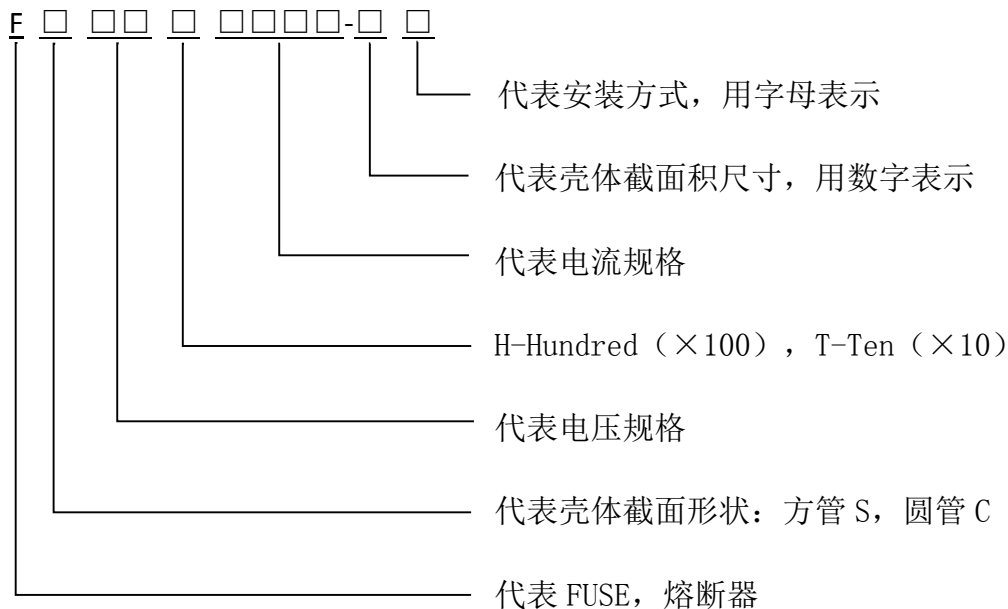 F □ □□ □ □□□□-□ □
代表安装方式，用字母表示
代表壳体截面积尺寸，用数字表示
代表电流规格
H-Hundred（×100），T-Ten（×10）
代表电压规格
代表壳体截面形状：方管 S，圆管 C
代表 FUSE，熔断器